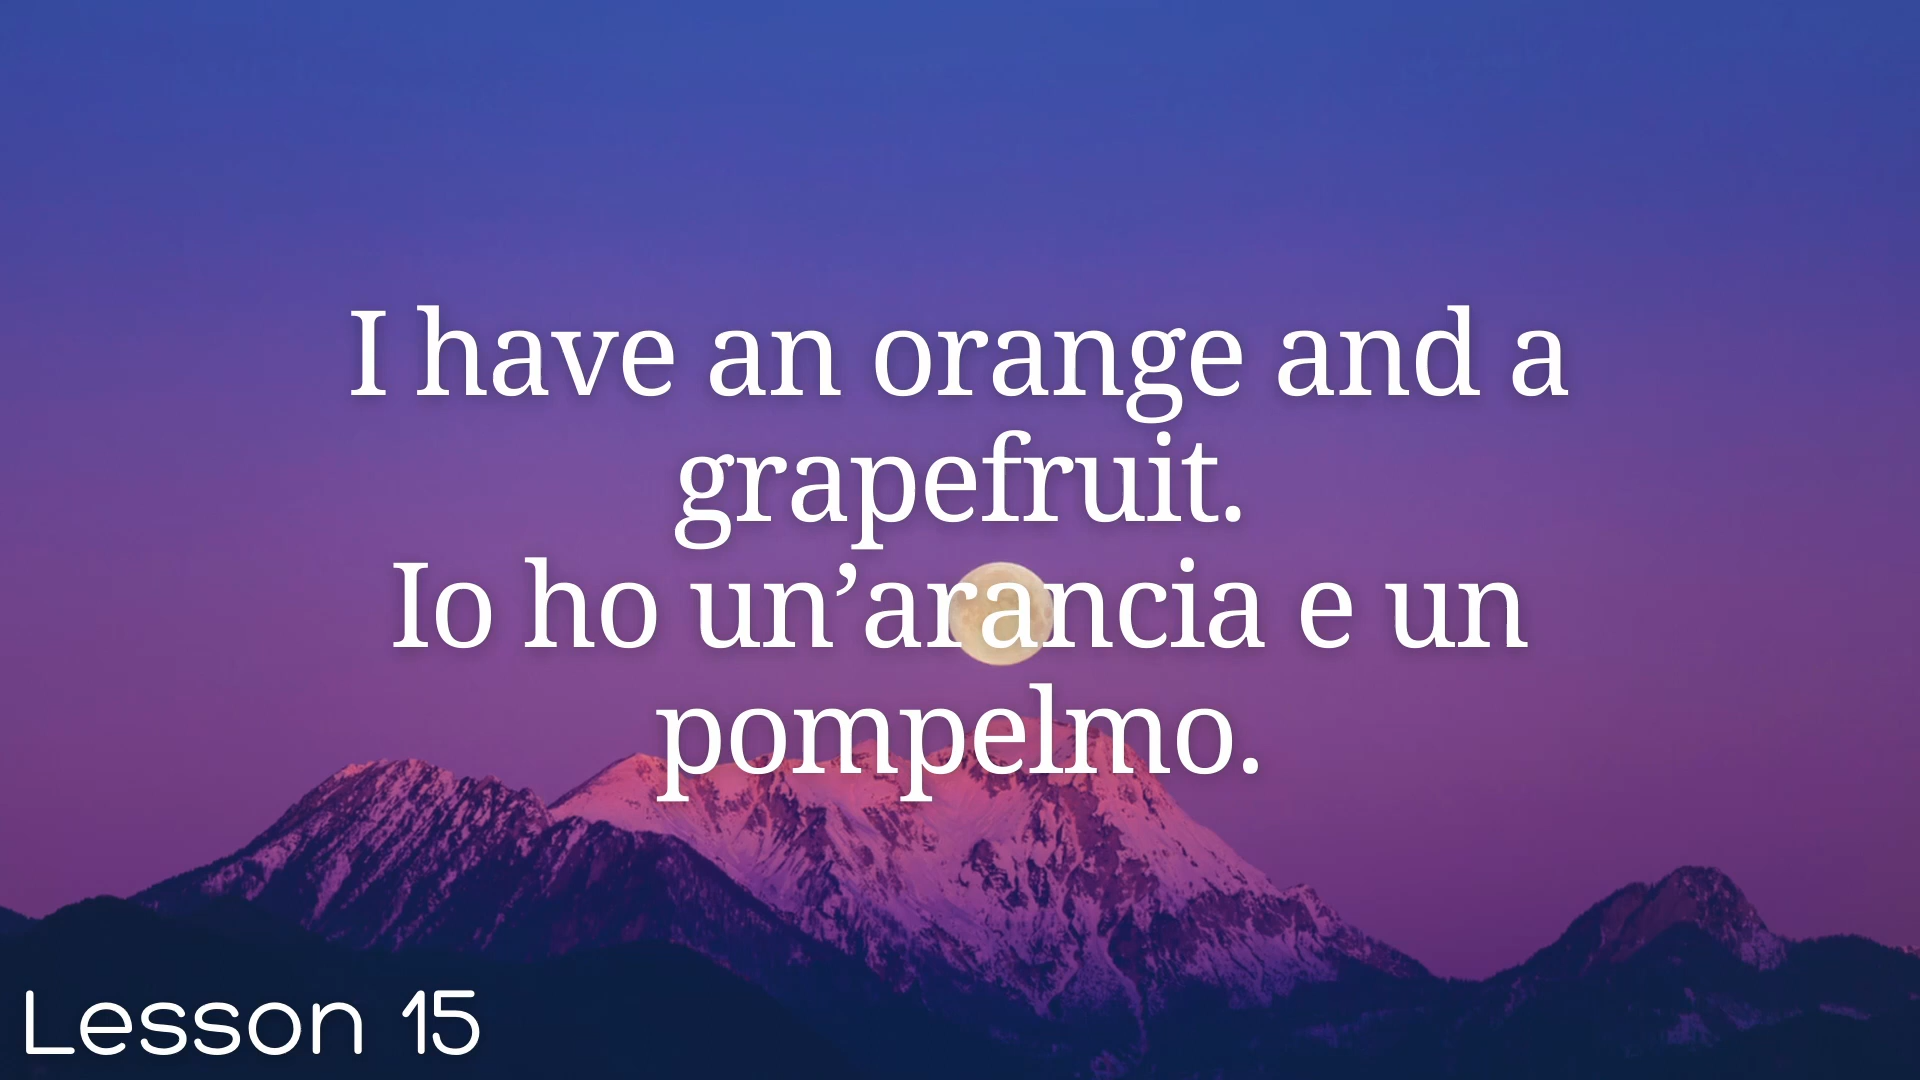 I have an orange and a
grapefruit.
Io ho un’arancia e un
pompelmo.
Lesson 15